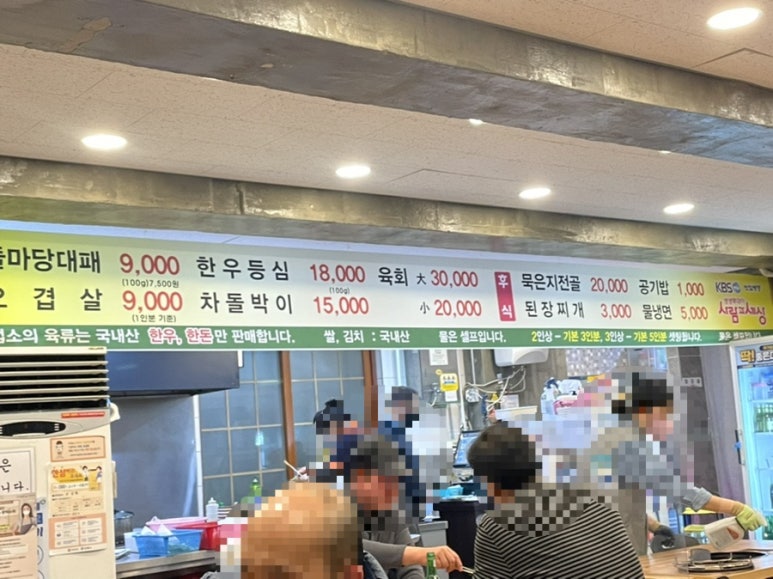 마당대패 9,000 한우등심 18,000 육회 大 30,000 후식 묵은지전골 20,000 공기밥 1,000 KBS
(100g)7,500원 (100g)
겹살 9,000 차돌박이 15,000 小 20,000 된장찌개 3,000 물냉면 5,000
(1인분 기준)
소의 육류는 국내산 한우, 한돈만 판매합니다. 쌀, 김치 : 국내산 물은 셀프입니다. 2인상 – 기본 3인분, 3인상 – 기본 5인분 셋팅됩니다.